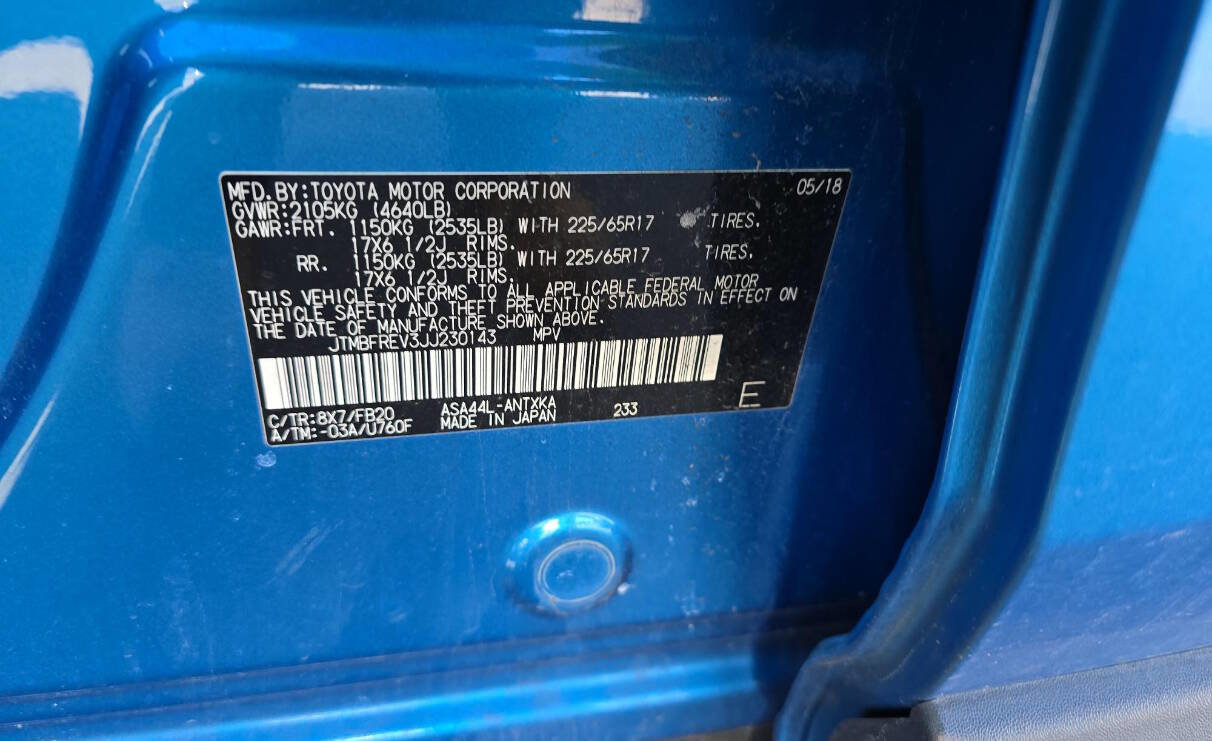 MFD. BY: TOYOTA MOTOR CORPORATION 05/18
GVWR: 2105KG (4640LB)
GAWR: FRT. 1150KG (2535LB) WITH 225/65R17 TIRES.
17X6 1/2J RIMS.
RR. 1150KG (2535LB) WITH 225/65R17 TIRES.
17X6 1/2J RIMS.
THIS VEHICLE CONFORMS TO ALL APPLICABLE FEDERAL MOTOR
VEHICLE SAFETY AND THEFT PREVENTION STANDARDS IN EFFECT ON
THE DATE OF MANUFACTURE SHOWN ABOVE.
JTMBFREV3JJ230143 MPV
C/TR: 8X7/FB20 ASA44L-ANTXKA 233 E
A/TM: -03A/U760F MADE IN JAPAN